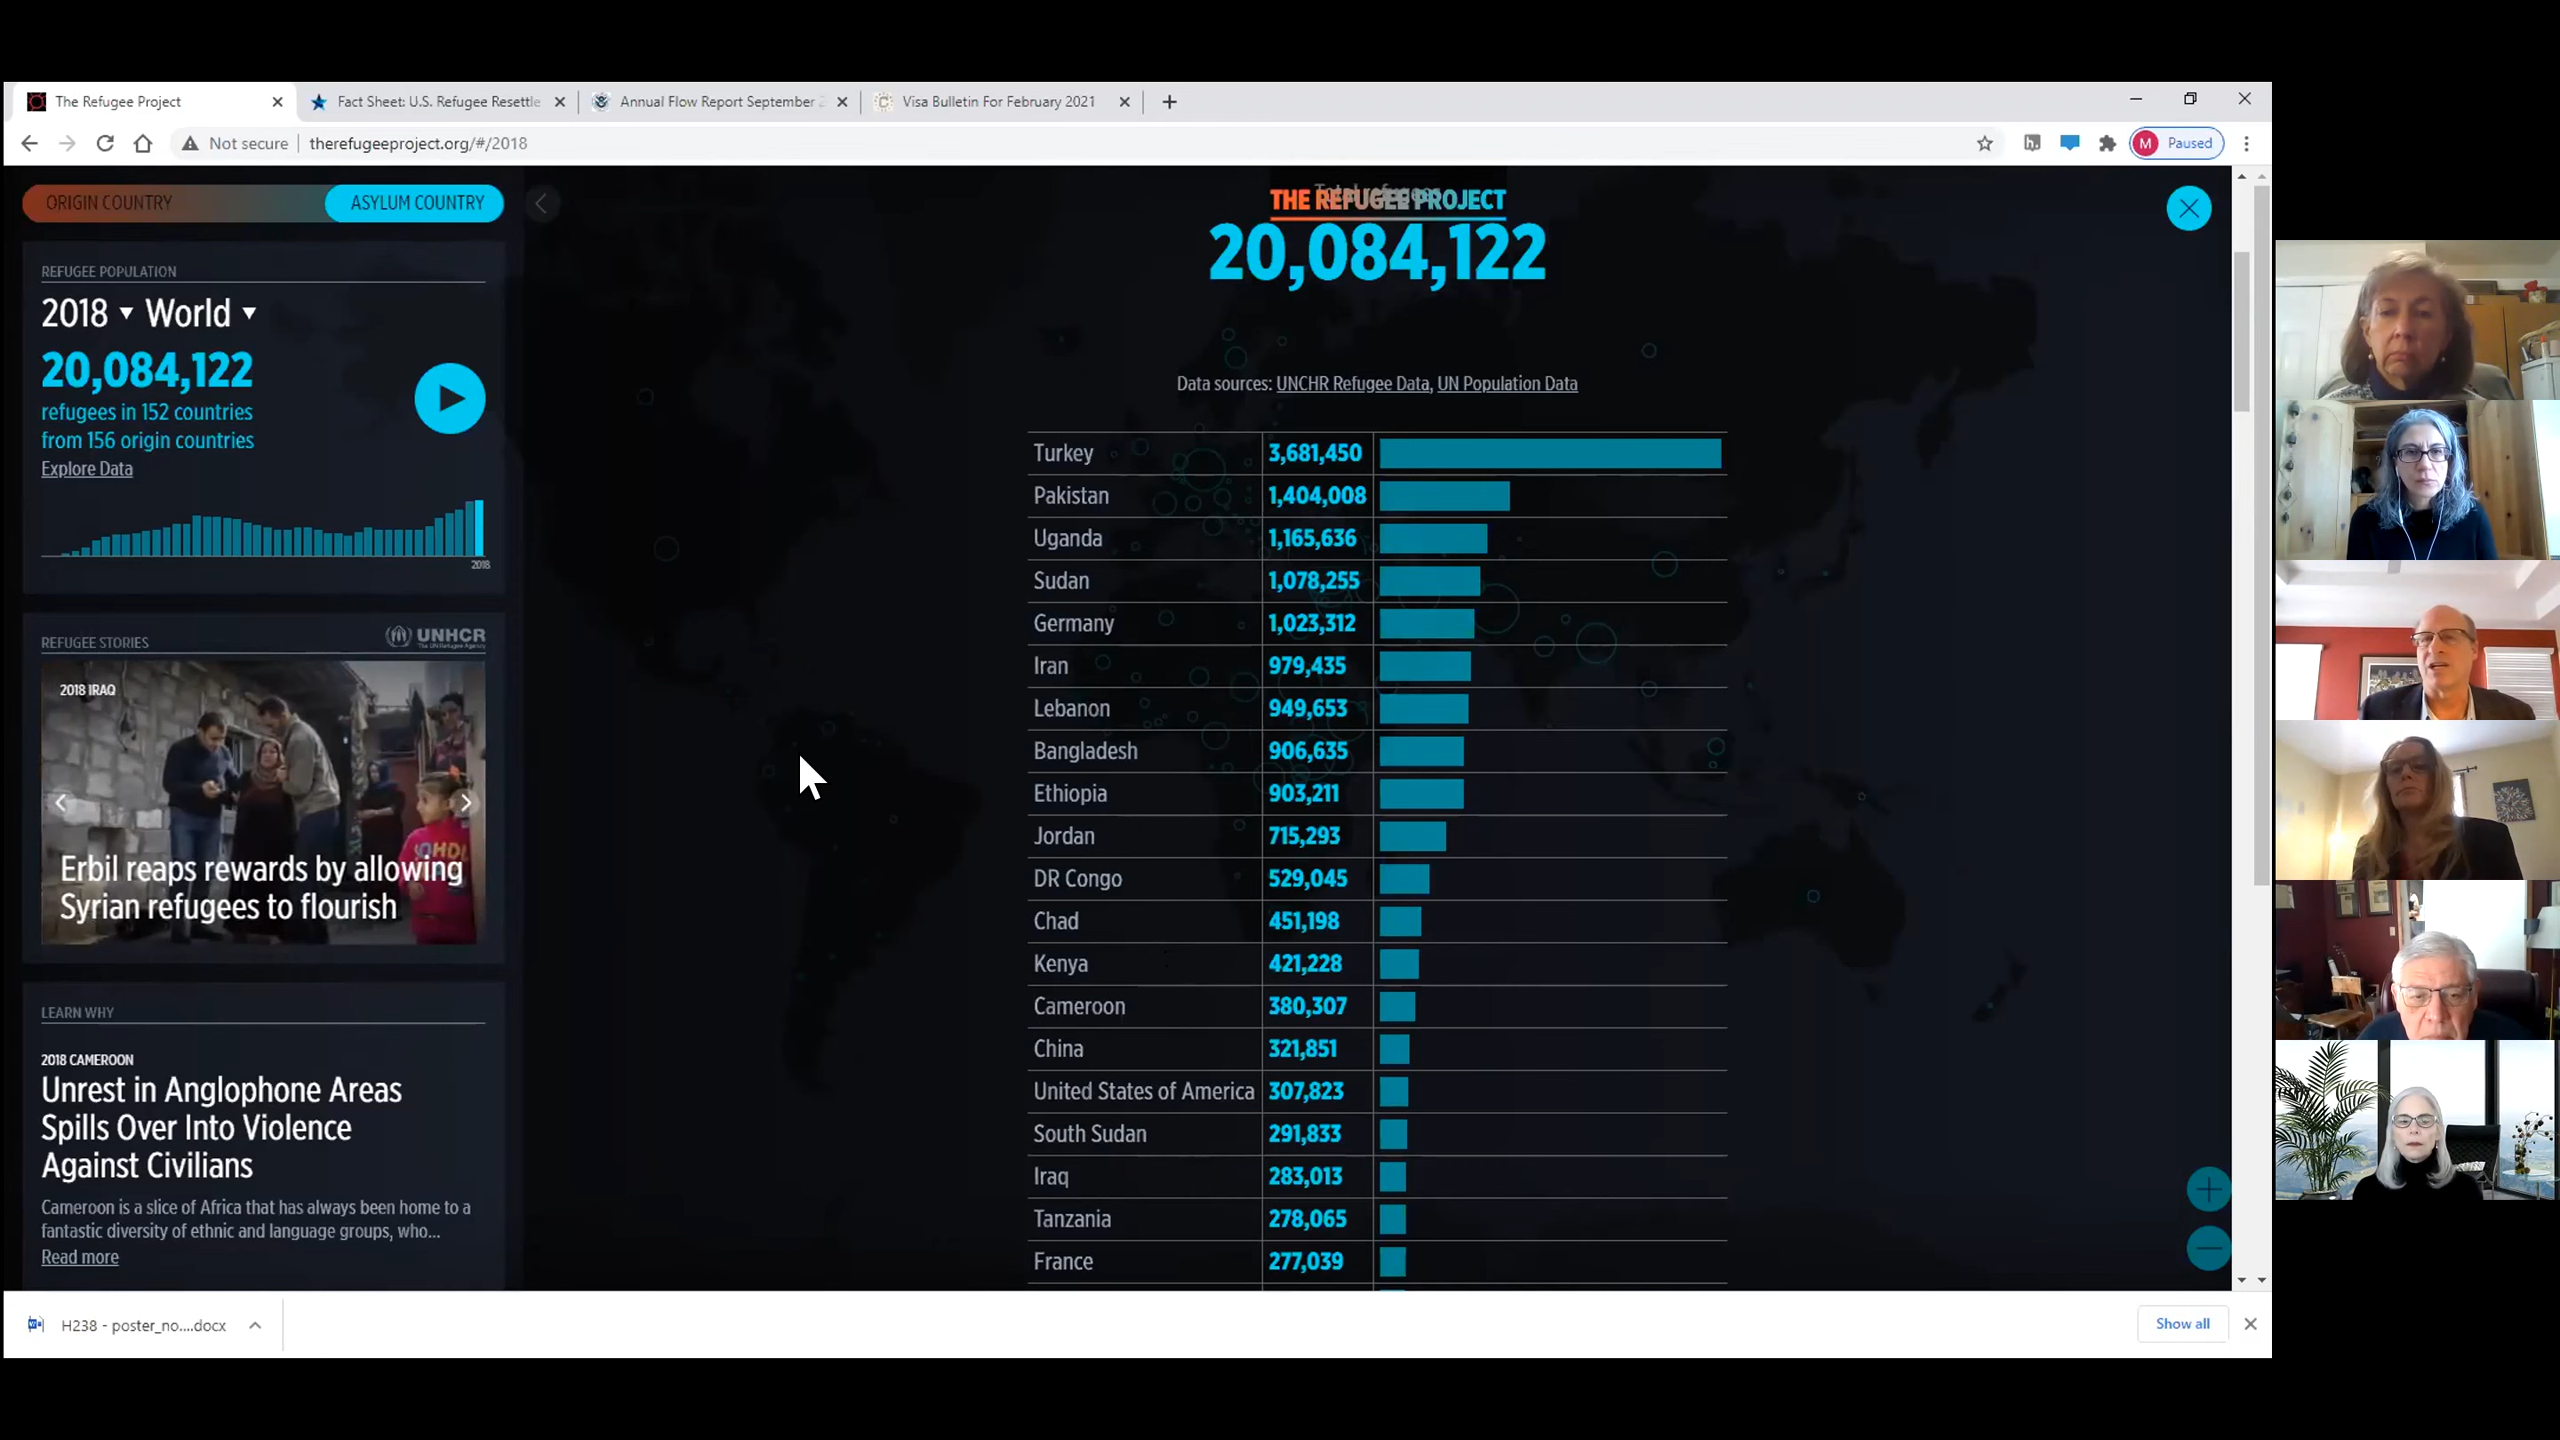 The Refugee Project
Fact Sheet: U.S. Refugee Resettle
Annual Flow Report September 2
Visa Bulletin For February 2021
Not secure
therefugeeproject.org/#/2018
M
Paused
ORIGIN COUNTRY
ASYLUM COUNTRY
REFUGEE POPULATION
2018 World
20,084,122
refugees in 152 countries
from 156 origin countries
Explore Data
2018
REFUGEE STORIES
UNHCR
The UN Refugee Agency
2018 IRAQ
Erbil reaps rewards by allowing
Syrian refugees to flourish
LEARN WHY
2018 CAMEROON
Unrest in Anglophone Areas
Spills Over Into Violence
Against Civilians
Cameroon is a slice of Africa that has always been home to a
fantastic diversity of ethnic and language groups, who...
Read more
THE REFUGEE PROJECT
Total refugees
20,084,122
Data sources: UNCHR Refugee Data, UN Population Data
Turkey 3,681,450
Pakistan 1,404,008
Uganda 1,165,636
Sudan 1,078,255
Germany 1,023,312
Iran 979,435
Lebanon 949,653
Bangladesh 906,635
Ethiopia 903,211
Jordan 715,293
DR Congo 529,045
Chad 451,198
Kenya 421,228
Cameroon 380,307
China 321,851
United States of America 307,823
South Sudan 291,833
Iraq 283,013
Tanzania 278,065
France 277,039
H238 - poster_no....docx
Show all